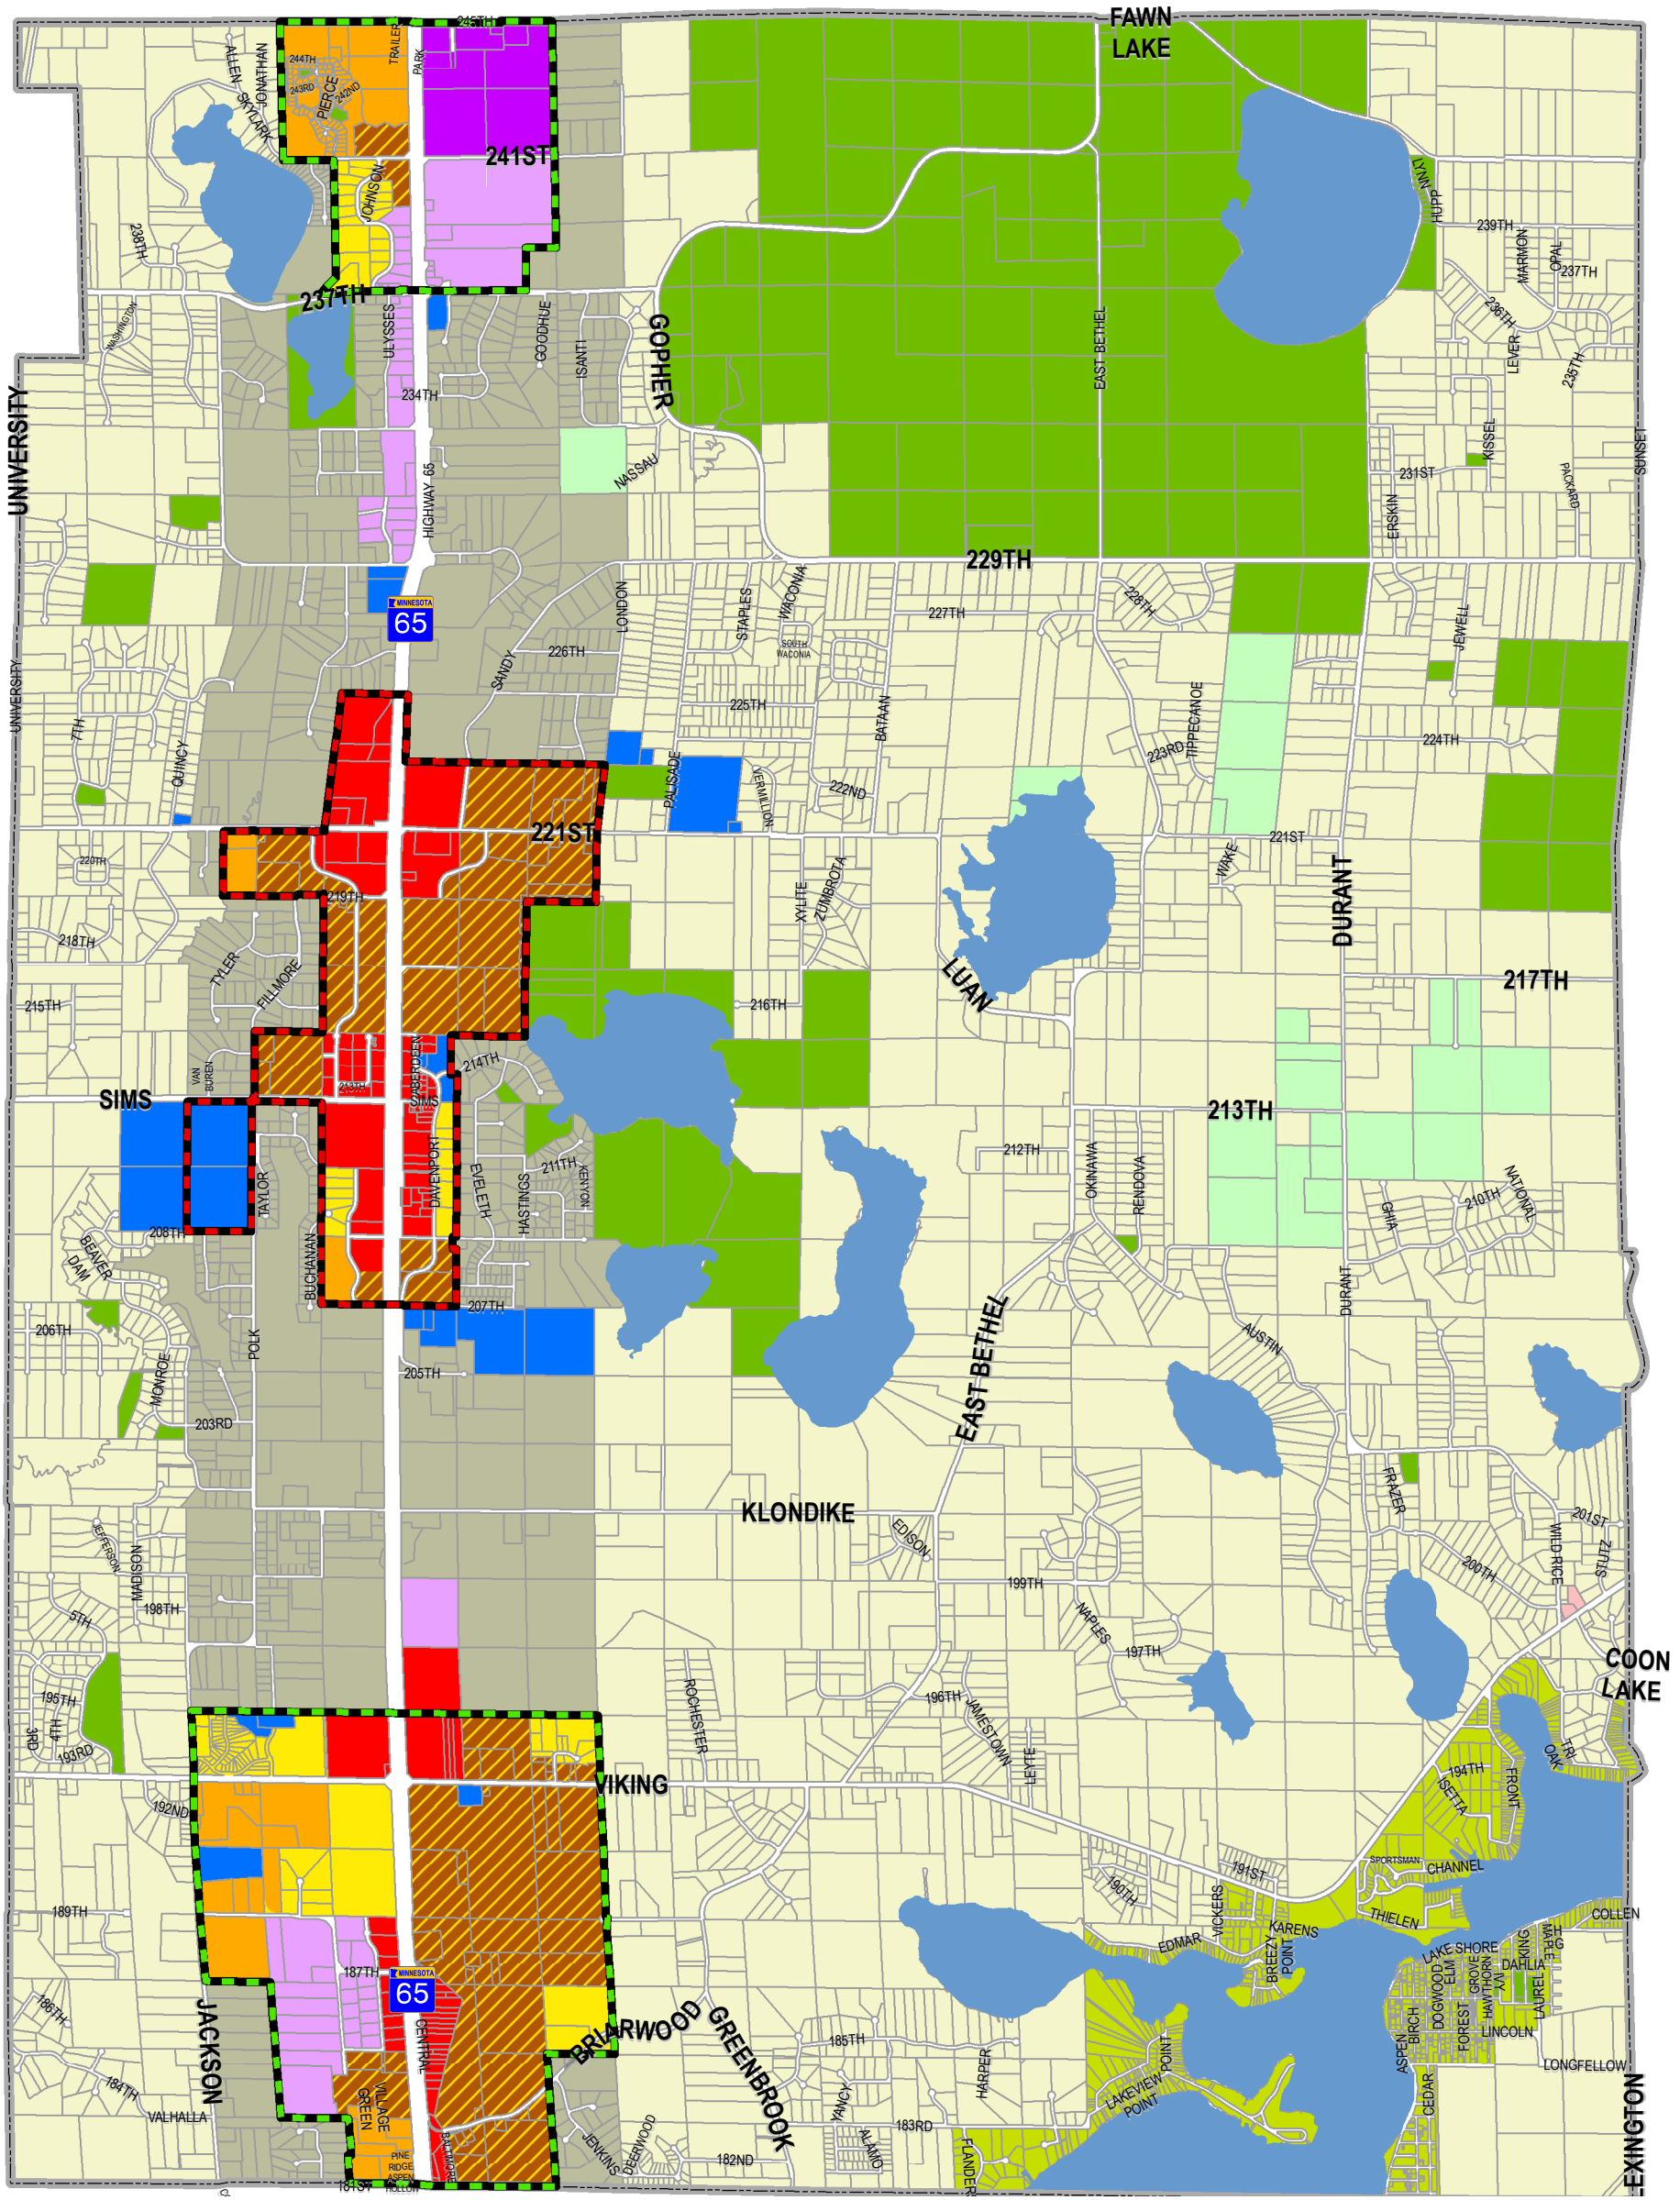 FAWN
LAKE
245TH
TRAILER
PARK
ALLEN
JONATHAN
SKYLARK
244TH
243RD
PIERCE
242ND
241ST
JOHNSON
LYNN
HUPP
239TH
MARMON
OPAL
237TH
238TH
237TH
236TH
WASHINGTON
ULYSSES
GOODHUE
ISANTI
GOPHER
EAST BETHEL
LEVER
235TH
234TH
UNIVERSITY
NASSAU
HIGHWAY 65
KISSEL
231ST
SUNSET
PACKARD
ERSKIN
229TH
MINNESOTA
65
LONDON
STAPLES
WACONIA
227TH
228TH
JEWELL
226TH
SOUTH
WACONIA
SANDY
UNIVERSITY
7TH
QUINCY
225TH
BATAAN
TIPPECANOE
223RD
224TH
PALISADE
VERMILLION
222ND
221ST
221ST
220TH
WAKE
DURANT
219TH
XYLITE
ZUMBROTA
218TH
TYLER
FILLMORE
LUAN
217TH
215TH
216TH
VAN
BUREN
213TH
ABERDEEN
214TH
SIMS
SIMS
213TH
212TH
211TH
OKINAWA
RENDOVA
TAYLOR
DAVENPORT
EVELETH
HASTINGS
KENYON
NATIONAL
210TH
GHIA
208TH
BEAVER
DAM
BUCHANAN
207TH
DURANT
206TH
POLK
EAST BETHEL
AUSTIN
205TH
MONROE
203RD
FRAZER
KLONDIKE
201ST
EDISON
JEFFERSON
MADISON
WILD RICE
STUTZ
200TH
199TH
198TH
5TH
NAPLES
197TH
COON
LAKE
195TH
4TH
3RD
193RD
ROCHESTER
196TH
JAMESTOWN
LEYTE
TRI
OAK
194TH
ISETTA
FRONT
VIKING
192ND
191ST
190TH
SPORTSMAN
CHANNEL
189TH
VICKERS
THIELEN
KARENS
COLLEN
EDMAR
BREEZY
POINT
LAKE SHORE
187TH
MINNESOTA
65
DAHLIA
KING
MAPLE
ELM
GROVE
HAWTHORN
IVY
LAUREL
DOGWOOD
FOREST
BIRCH
ASPEN
LINCOLN
186TH
JACKSON
CENTRAL
BRIARWOOD
GREENBROOK
185TH
HARPER
POINT
LONGFELLOW
184TH
VALHALLA
VILLAGE
GREEN
YANCY
LAKEVIEW
POINT
CEDAR
LEXINGTON
183RD
ALAMO
JENKINS
DEERWOOD
182ND
FLANDERS
BALTIMORE
PINE
RIDGE
ASPEN
HOLLOW
181ST